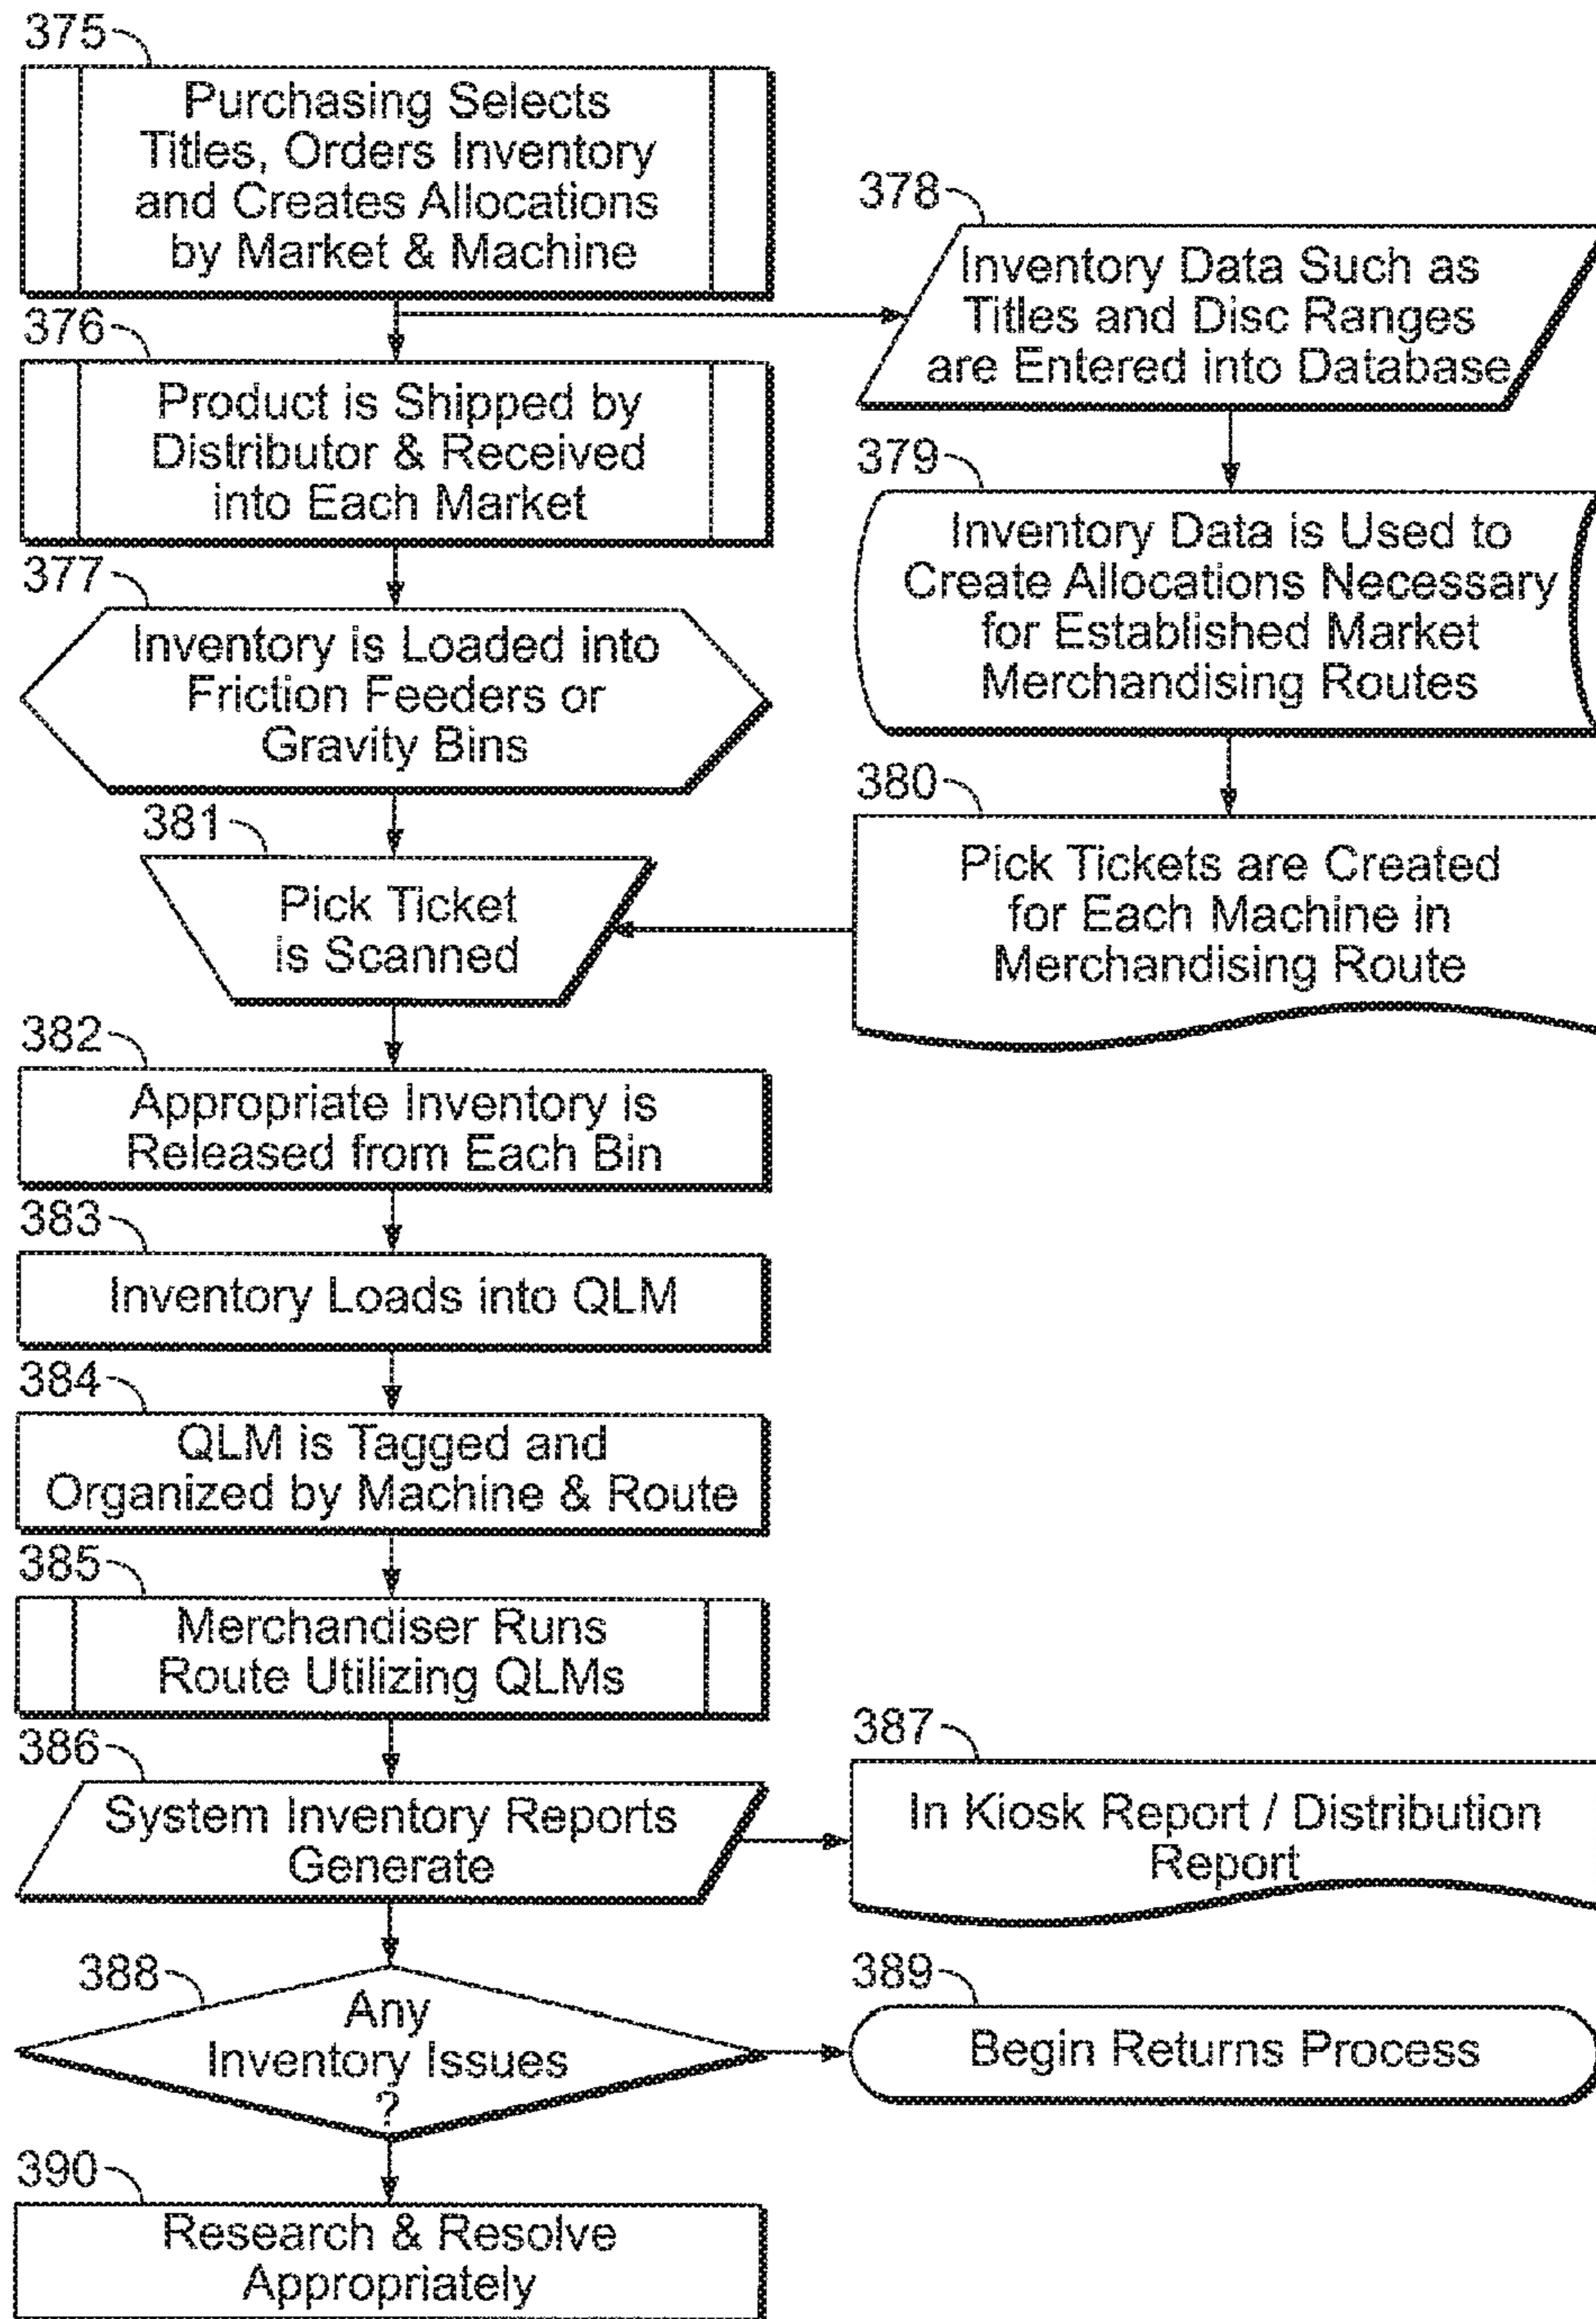 375
Purchasing Selects
Titles, Orders Inventory
and Creates Allocations
by Market & Machine
376
Product is Shipped by
Distributor & Received
into Each Market
377
Inventory is Loaded into
Friction Feeders or
Gravity Bins
378
Inventory Data Such as
Titles and Disc Ranges
are Entered into Database
379
Inventory Data is Used to
Create Allocations Necessary
for Established Market
Merchandising Routes
380
Pick Tickets are Created
for Each Machine in
Merchandising Route
381
Pick Ticket
is Scanned
382
Appropriate Inventory is
Released from Each Bin
383
Inventory Loads into QLM
384
QLM is Tagged and
Organized by Machine & Route
385
Merchandiser Runs
Route Utilizing QLMs
386
System Inventory Reports
Generate
387
In Kiosk Report / Distribution
Report
388
Any
Inventory Issues
?
389
Begin Returns Process
390
Research & Resolve
Appropriately